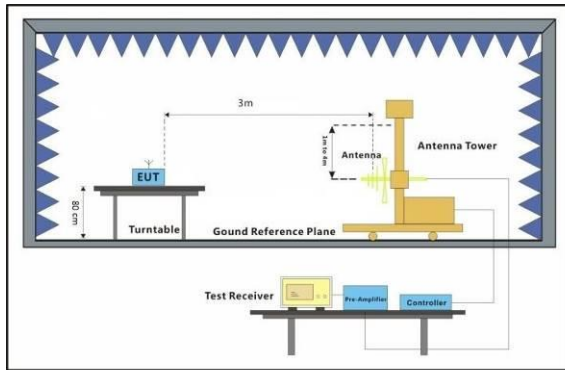 3m
1m to 4m
Antenna
Antenna Tower
EUT
80 cm
Turntable
Gound Reference Plane
Test Receiver
Pre-Amplifier
Controller